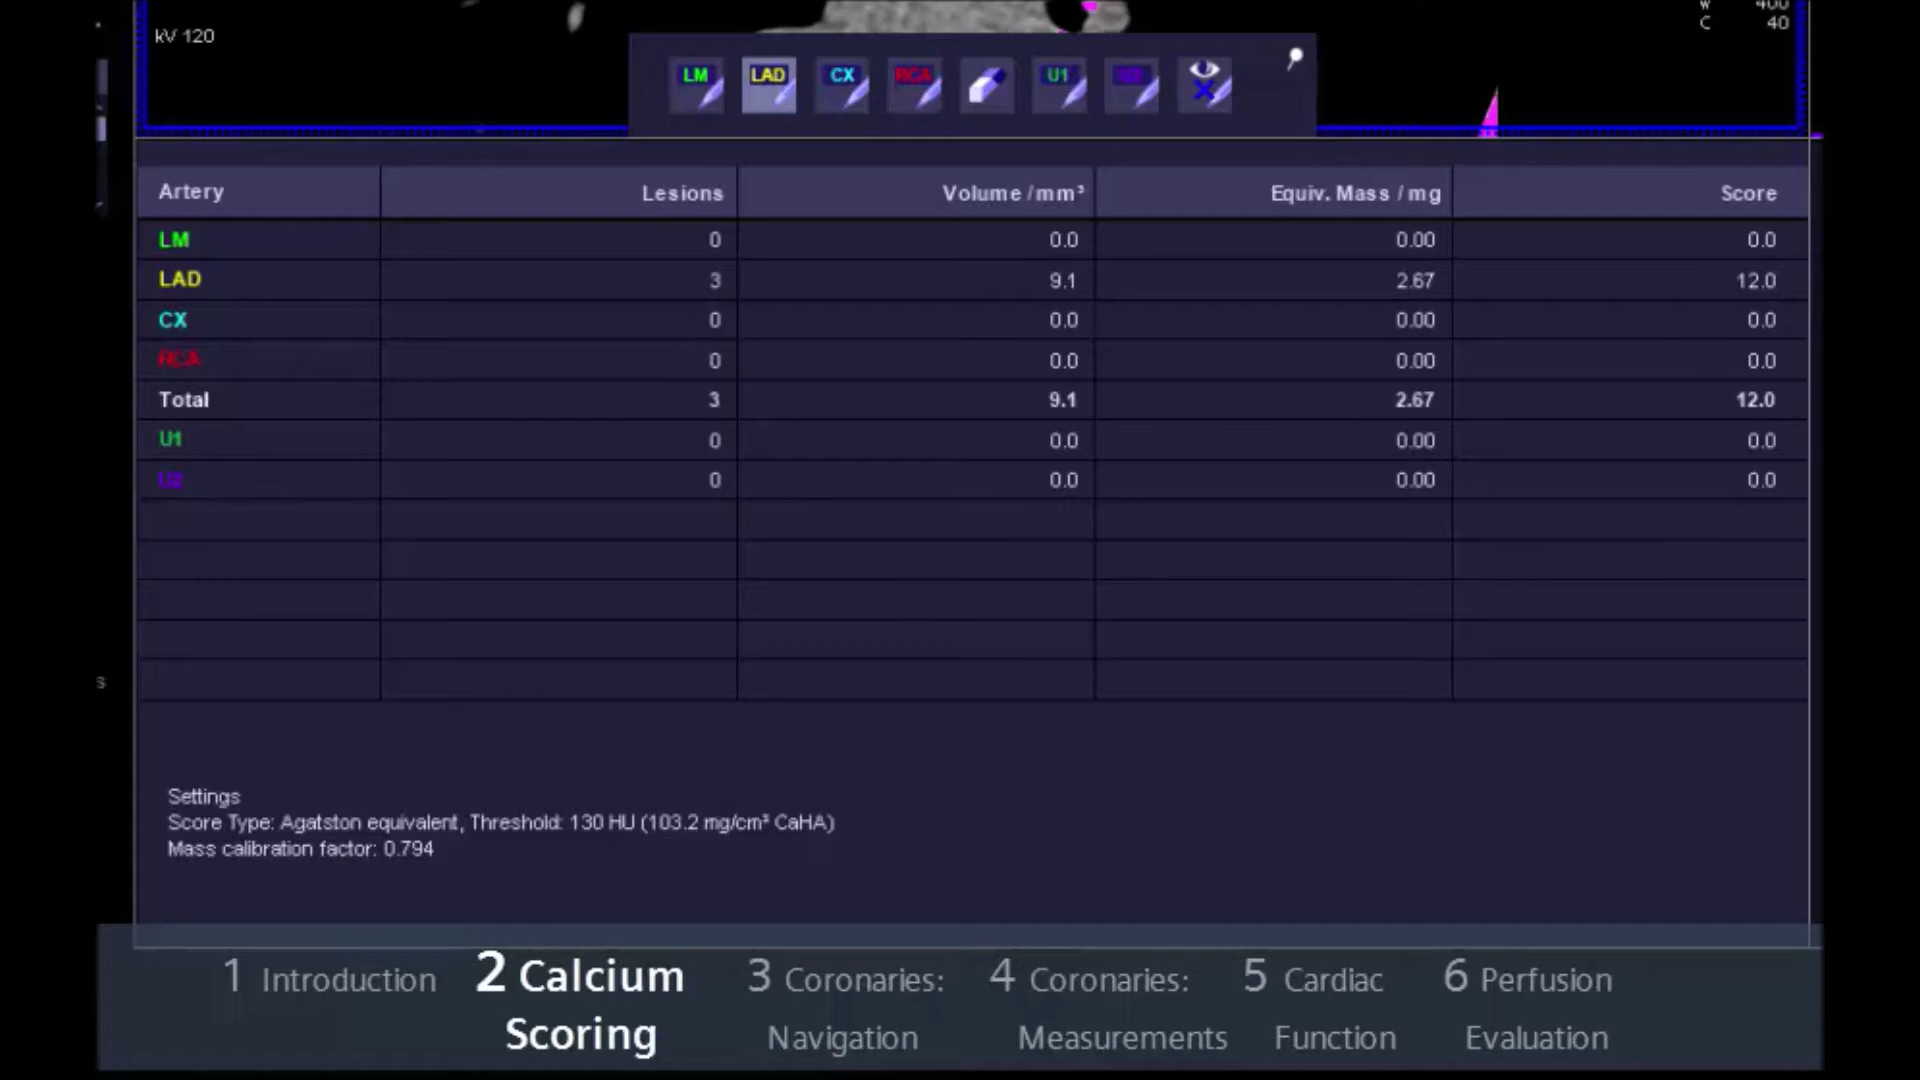 W 400
kV 120
C 40
LM LAD CX RCA U1 U2
Artery Lesions Volume /mm³ Equiv. Mass / mg Score
LM 0 0.0 0.00 0.0
LAD 3 9.1 2.67 12.0
CX 0 0.0 0.00 0.0
RCA 0 0.0 0.00 0.0
Total 3 9.1 2.67 12.0
U1 0 0.0 0.00 0.0
U2 0 0.0 0.00 0.0
s
Settings
Score Type: Agatston equivalent, Threshold: 130 HU (103.2 mg/cm³ CaHA)
Mass calibration factor: 0.794
1 Introduction
2 Calcium
Scoring
3 Coronaries:
Navigation
4 Coronaries:
Measurements
5 Cardiac
Function
6 Perfusion
Evaluation